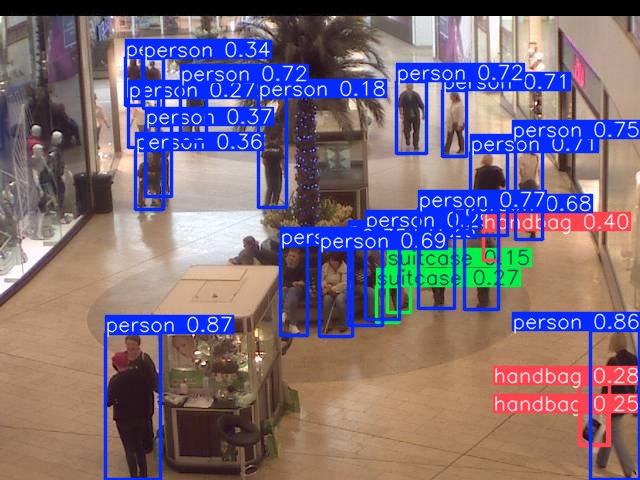 person 0.34
person 0.72
person 0.72
person 0.71
0.27
person 0.18
person 0.37
person 0.75
person 0.36
person 0.71
person 0.77
0.68
handbag 0.40
person 0.69
suitcase 0.15
suitcase 0.27
person 0.87
person 0.86
handbag 0.28
handbag 0.25